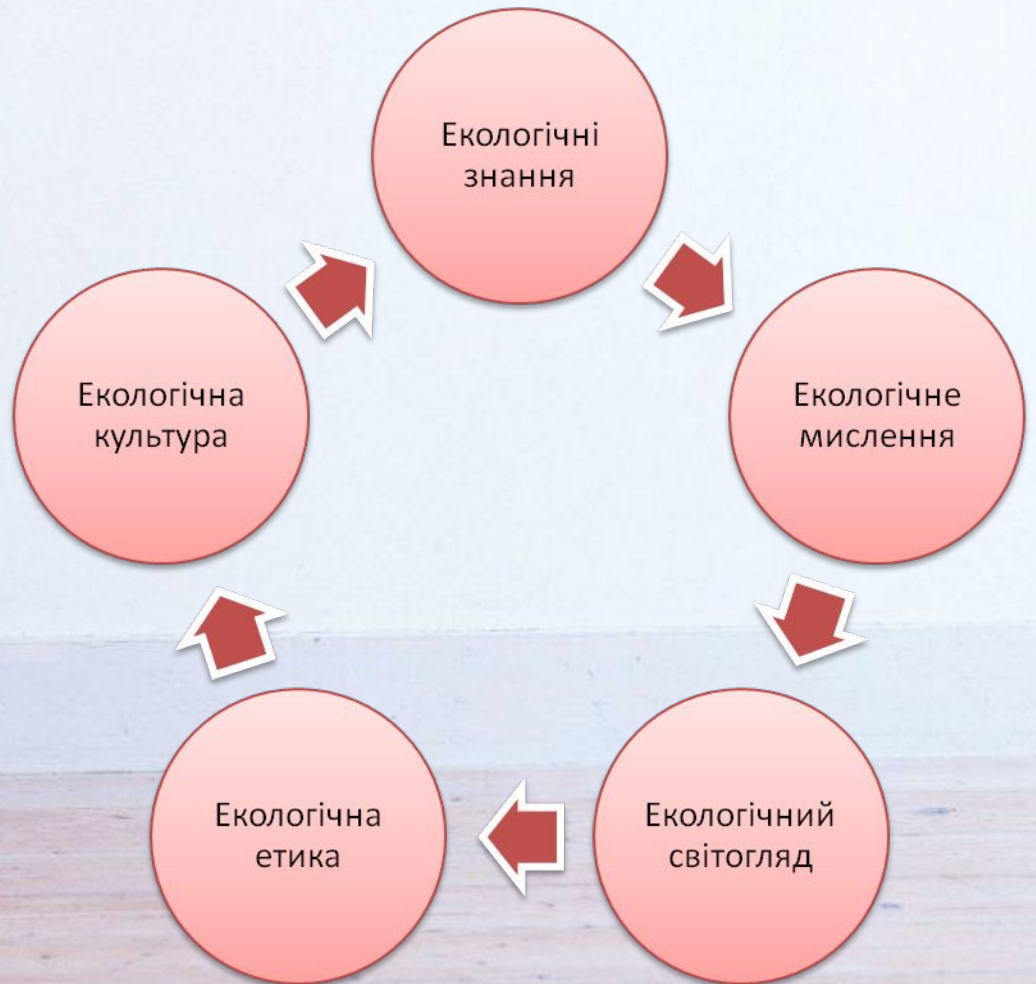 Екологічні
знання
Екологічне
мислення
Екологічний
світогляд
Екологічна
етика
Екологічна
культура